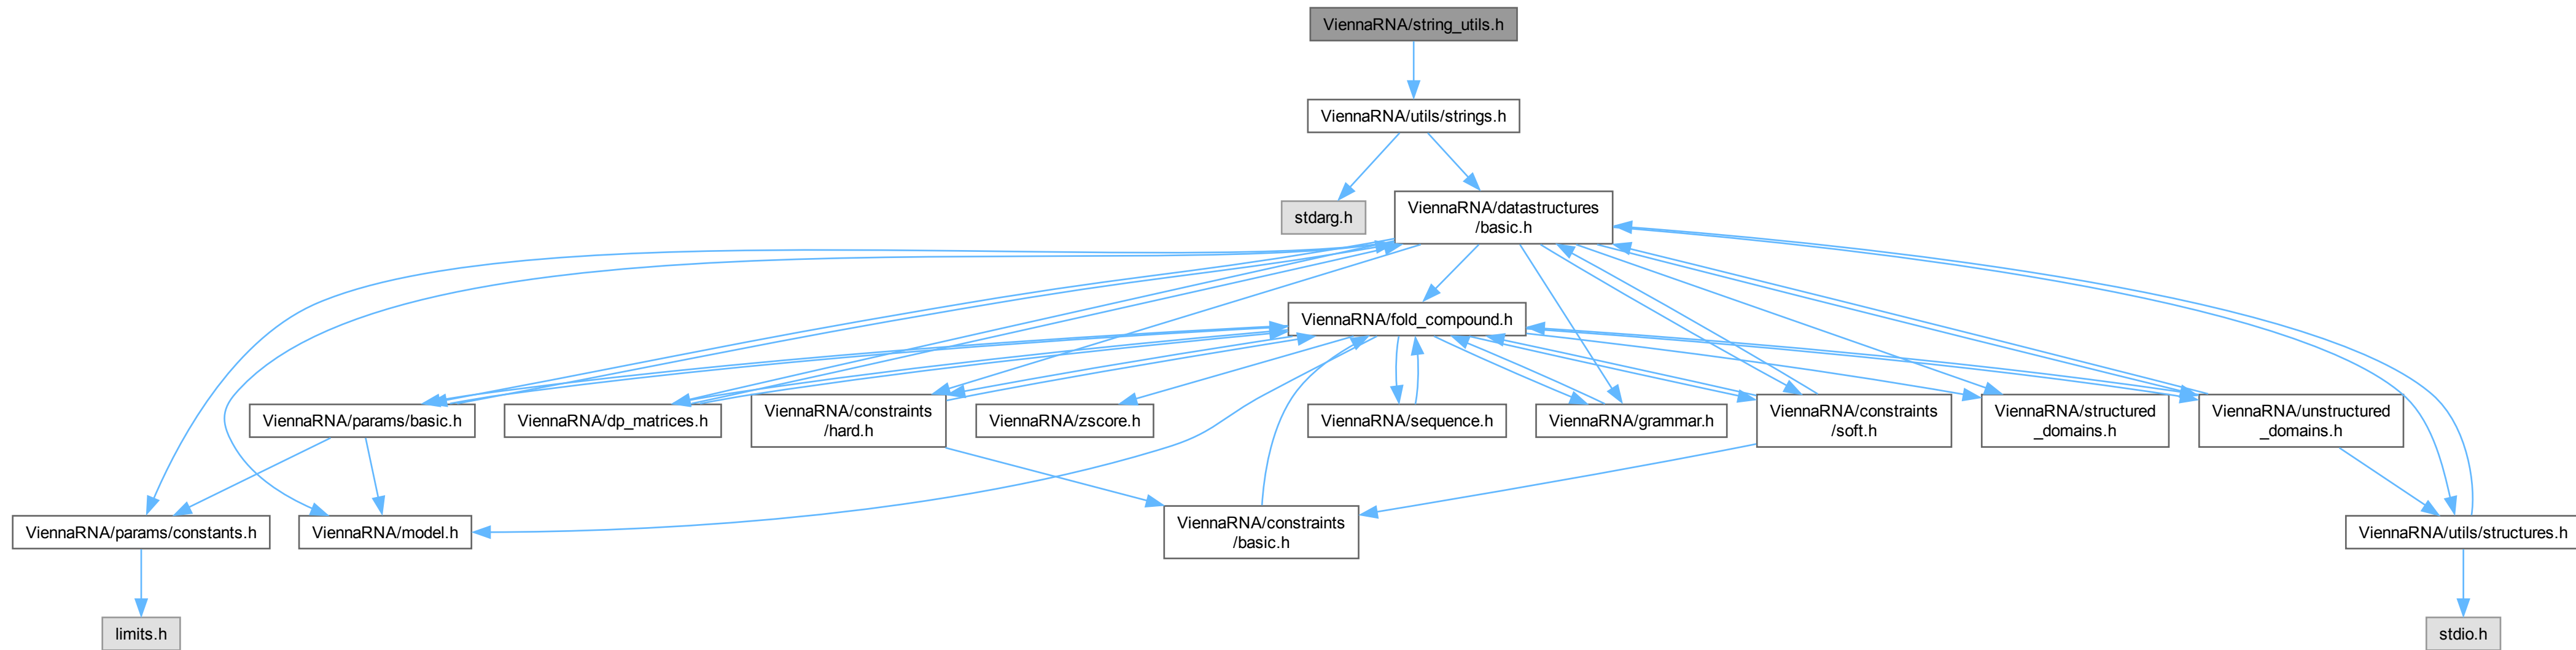 ViennaRNA/string_utils.h
ViennaRNA/utils/strings.h
stdarg.h
ViennaRNA/datastructures
/basic.h
ViennaRNA/fold_compound.h
ViennaRNA/params/basic.h
ViennaRNA/dp_matrices.h
ViennaRNA/constraints
/hard.h
ViennaRNA/zscore.h
ViennaRNA/sequence.h
ViennaRNA/grammar.h
ViennaRNA/constraints
/soft.h
ViennaRNA/structured
_domains.h
ViennaRNA/unstructured
_domains.h
ViennaRNA/params/constants.h
ViennaRNA/model.h
ViennaRNA/constraints
/basic.h
ViennaRNA/utils/structures.h
limits.h
stdio.h